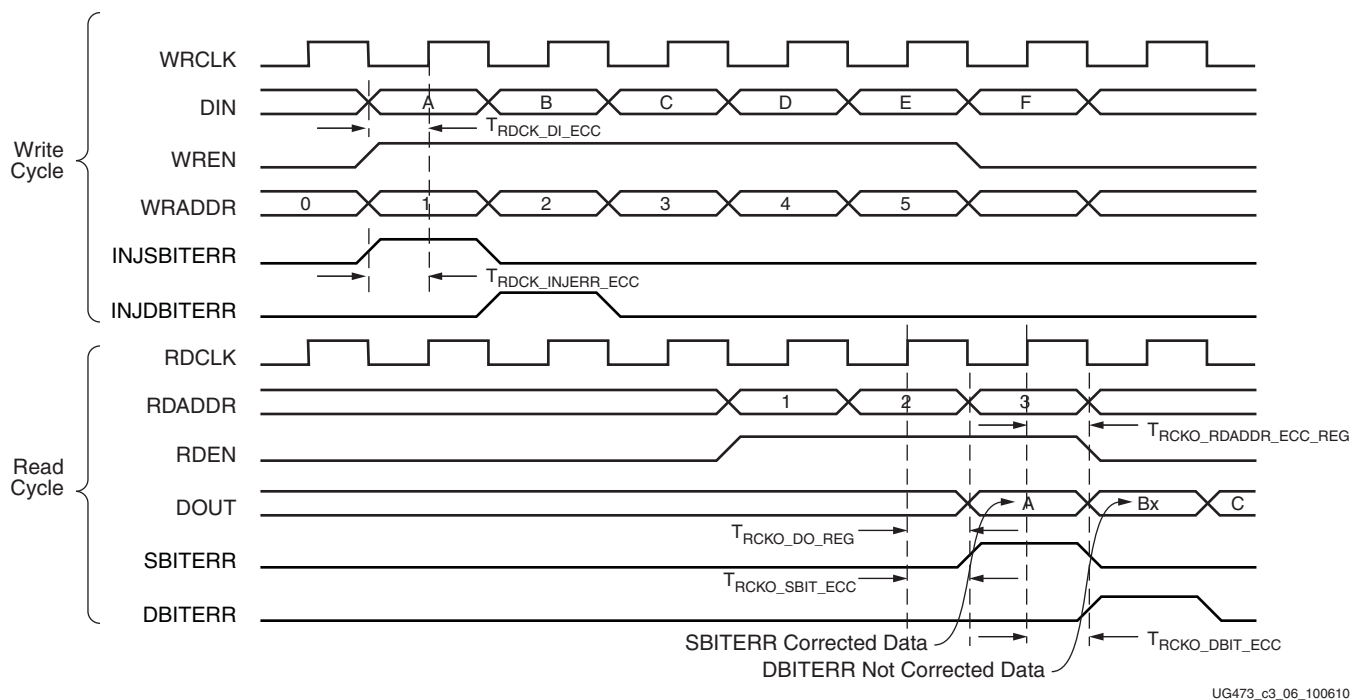 Write
Cycle
WRCLK
DIN A B C D E F
T_RDCK_DI_ECC
WREN
WRADDR 0 1 2 3 4 5
INJSBITERR
T_RDCK_INJERR_ECC
INJDBITERR
Read
Cycle
RDCLK
RDADDR 1 2 3
T_RCKO_RDADDR_ECC_REG
RDEN
DOUT A Bx C
T_RCKO_DO_REG
SBITERR
T_RCKO_SBIT_ECC
DBITERR
SBITERR Corrected Data
T_RCKO_DBIT_ECC
DBITERR Not Corrected Data
UG473_c3_06_100610